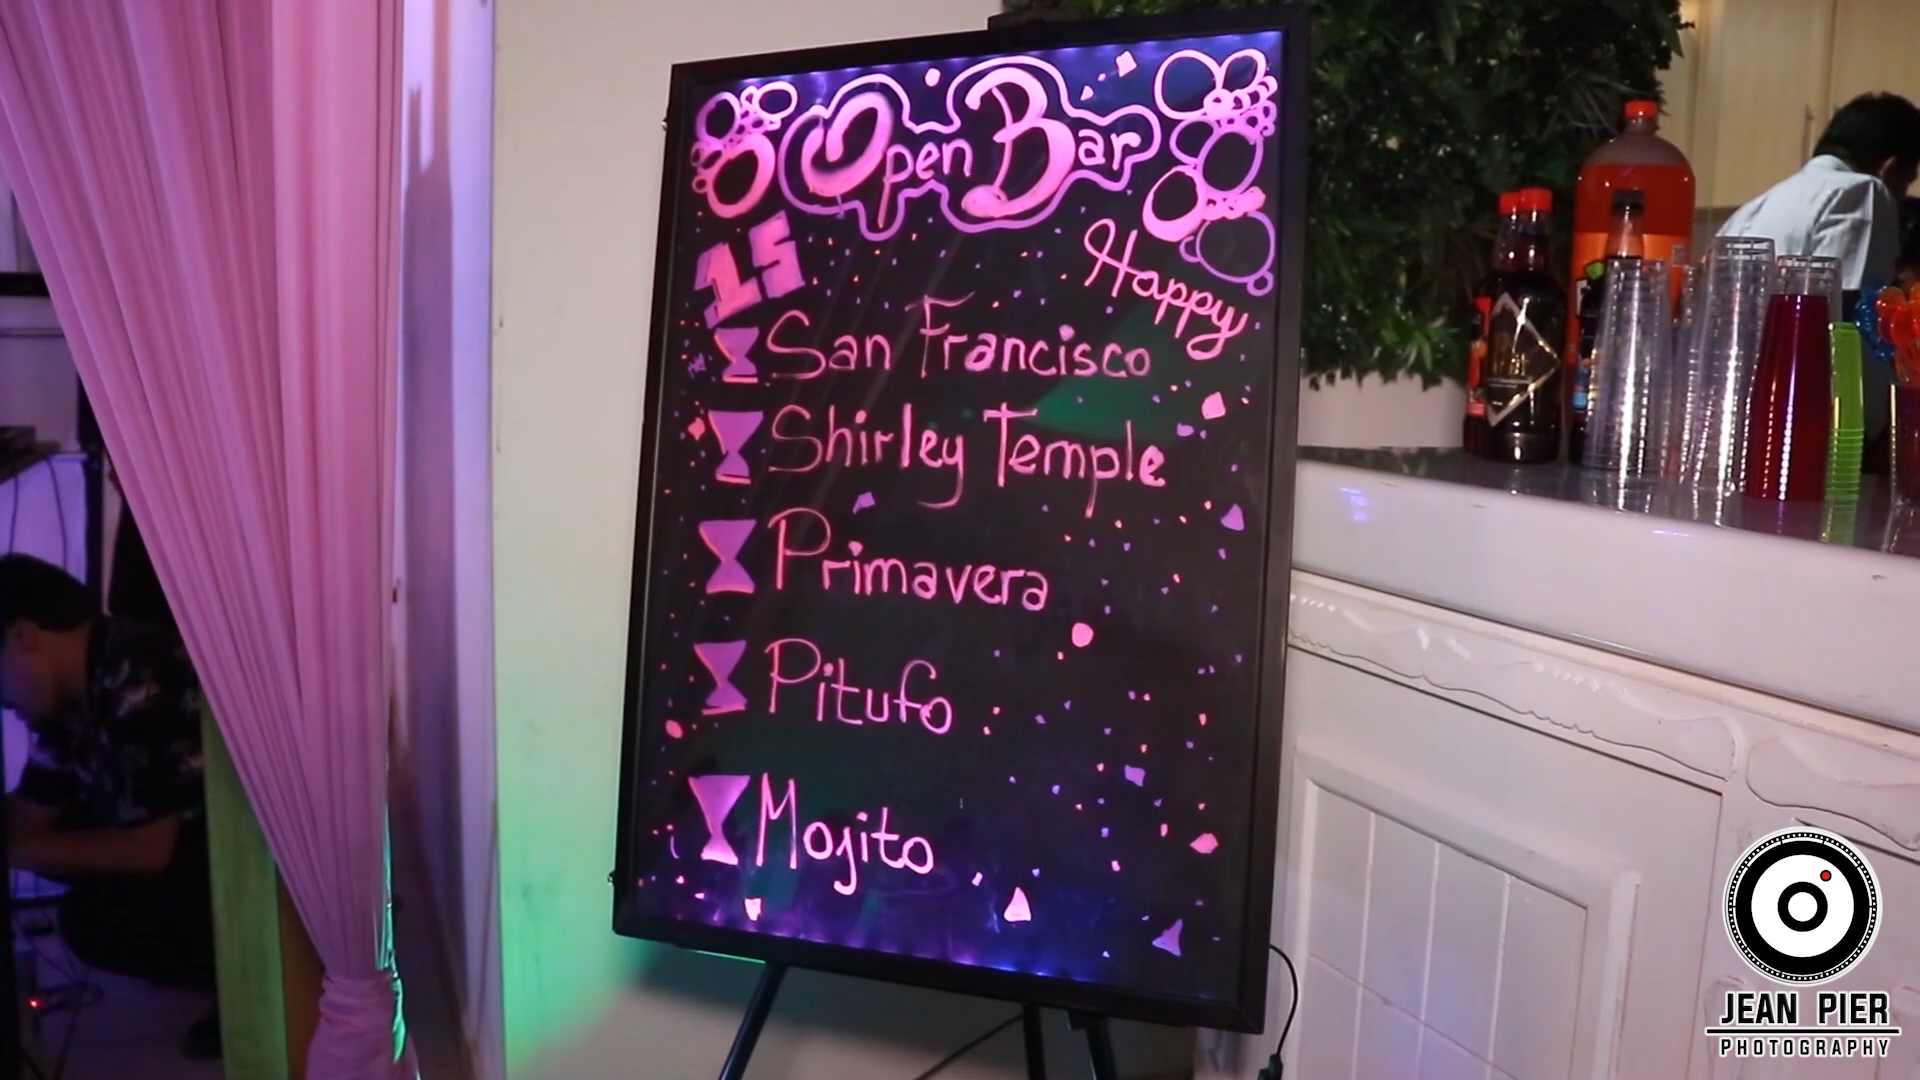 Open Bar
15
Happy
San Francisco
Shirley Temple
Primavera
Pitufo
Mojito
JEAN PIER
PHOTOGRAPHY